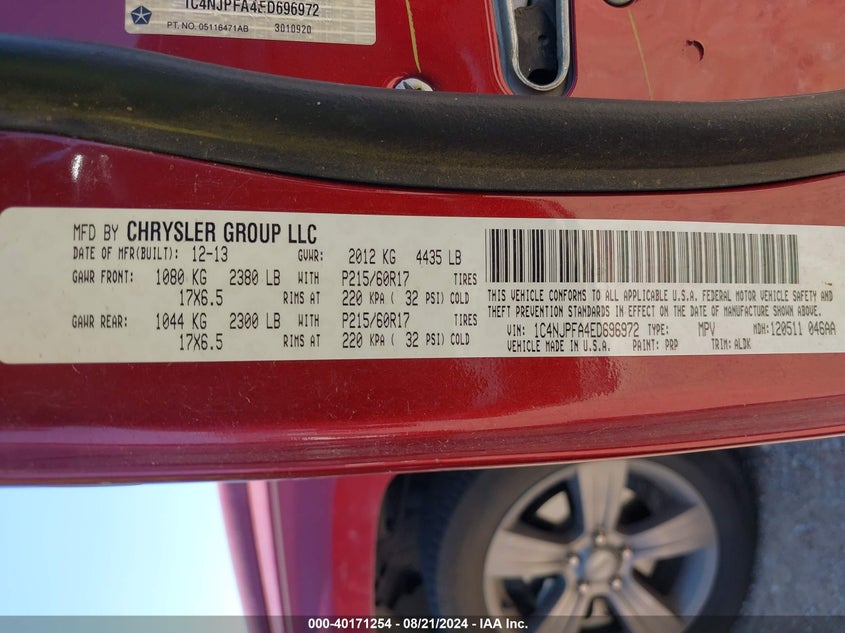 1C4NJPFA4ED696972
PT. NO. 05116471AB 3010920
MFD BY CHRYSLER GROUP LLC
DATE OF MFR(BUILT): 12-13 GVWR: 2012 KG 4435 LB
GAWR FRONT: 1080 KG 2380 LB WITH P215/60R17 TIRES
17X6.5 RIMS AT 220 KPA ( 32 PSI) COLD
GAWR REAR: 1044 KG 2300 LB WITH P215/60R17 TIRES
17X6.5 RIMS AT 220 KPA ( 32 PSI) COLD
THIS VEHICLE CONFORMS TO ALL APPLICABLE U.S.A. FEDERAL MOTOR VEHICLE SAFETY AND
THEFT PREVENTION STANDARDS IN EFFECT ON THE DATE OF MANUFACTURE SHOWN ABOVE.
VIN: 1C4NJPFA4ED696972 TYPE: MPV MDH: 120511 046AA
VEHICLE MADE IN U.S.A. PAINT: PRP TRIM: ALDK
000-40171254 - 08/21/2024 - IAA Inc.